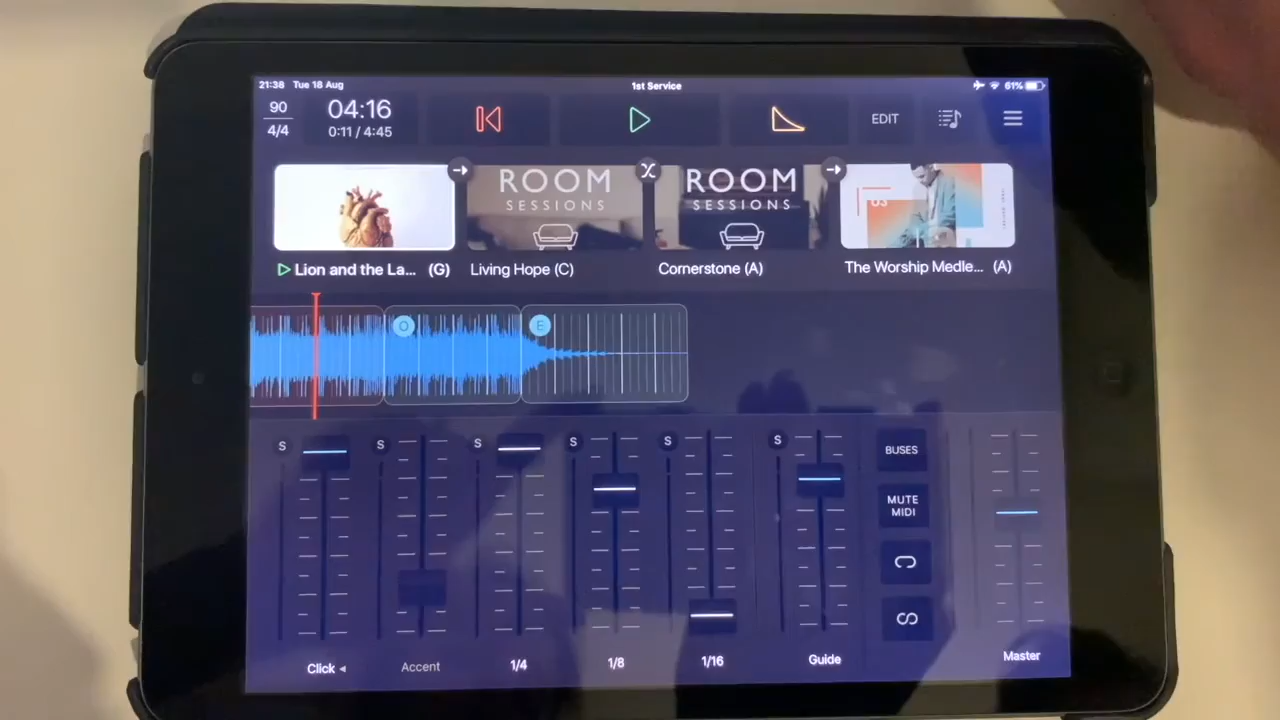 21:38 Tue 18 Aug
1st Service
61%
90
4/4
04:16
0:11 / 4:45
EDIT
ROOM
SESSIONS
ROOM
SESSIONS
03
Lion and the La... (G)
Living Hope (C)
Cornerstone (A)
The Worship Medle... (A)
O
E
S
S
S
S
S
S
BUSES
MUTE
MIDI
Click
Accent
1/4
1/8
1/16
Guide
Master